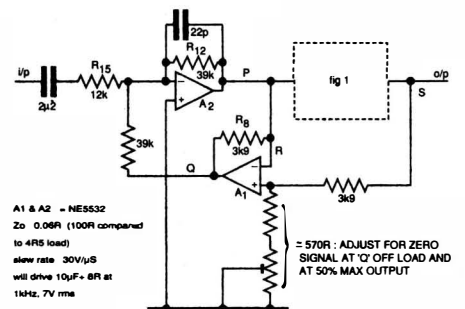 22p
R12
39k
i/p
R15
2µ2
12k
−
+
A2
P
fig 1
o/p
S
39k
R8
3k9
R
Q
−
+
A1
3k9
A1 & A2 = NE5532
Zo 0.06R (100R compared
to 4R5 load)
slew rate 30V/µS
will drive 10µF+ 8R at
1kHz, 7V rms
= 570R : ADJUST FOR ZERO
SIGNAL AT 'Q' OFF LOAD AND
AT 50% MAX OUTPUT